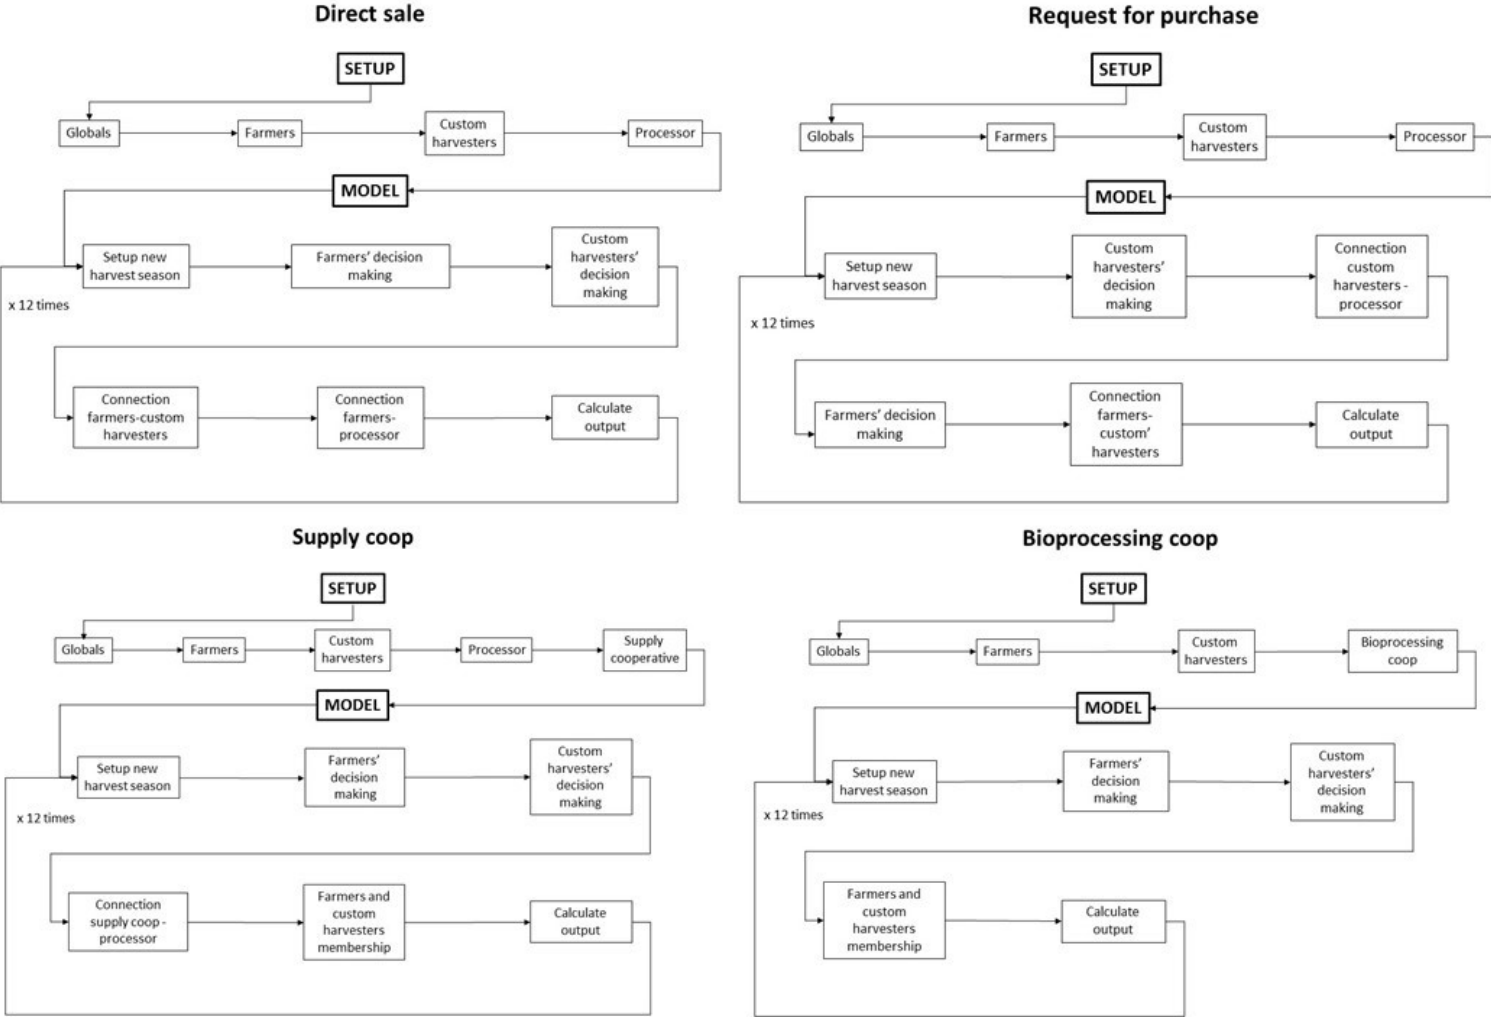 Direct sale
SETUP
Globals
Farmers
Custom
harvesters
Processor
MODEL
Setup new
harvest season
Farmers' decision
making
Custom
harvesters'
decision
making
x 12 times
Connection
farmers-custom
harvesters
Connection
farmers-
processor
Calculate
output
Request for purchase
SETUP
Globals
Farmers
Custom
harvesters
Processor
MODEL
Setup new
harvest season
Custom
harvesters'
decision
making
Connection
custom
harvesters -
processor
x 12 times
Farmers' decision
making
Connection
farmers-
custom'
harvesters
Calculate
output
Supply coop
SETUP
Globals
Farmers
Custom
harvesters
Processor
Supply
cooperative
MODEL
Setup new
harvest season
Farmers'
decision
making
Custom
harvesters'
decision
making
x 12 times
Connection
supply coop -
processor
Farmers and
custom
harvesters
membership
Calculate
output
Bioprocessing coop
SETUP
Globals
Farmers
Custom
harvesters
Bioprocessing
coop
MODEL
Setup new
harvest season
Farmers'
decision
making
Custom
harvesters'
decision
making
x 12 times
Farmers and
custom
harvesters
membership
Calculate
output